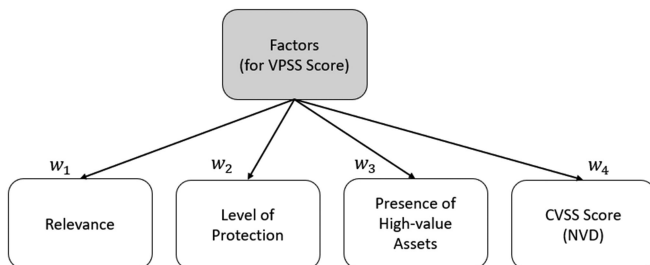 Factors
(for VPSS Score)
w₁
w₂
w₃
w₄
Relevance
Level of
Protection
Presence of
High-value
Assets
CVSS Score
(NVD)